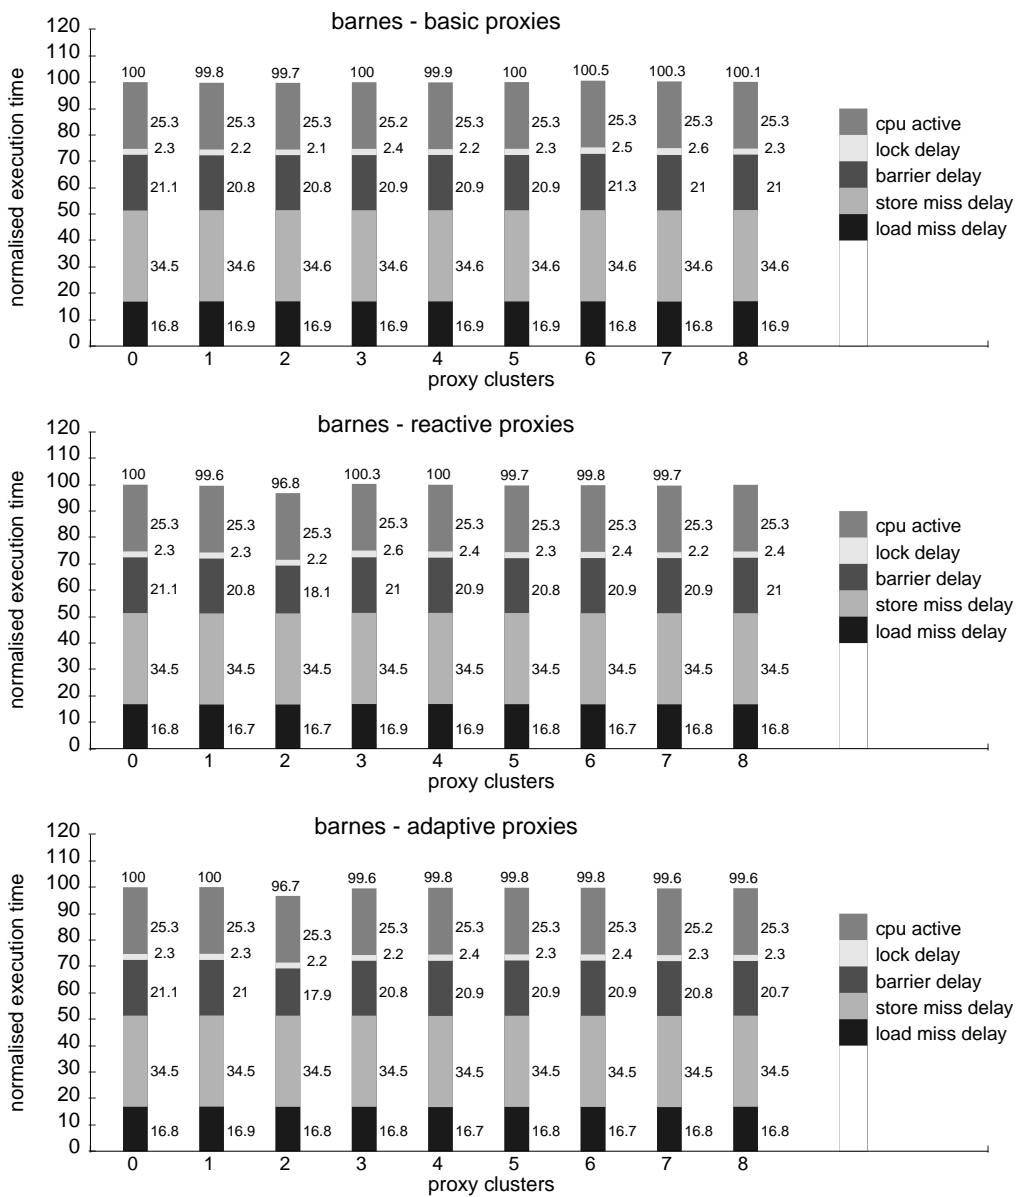 barnes - basic proxies
normalised execution time
120
110
100
90
80
70
60
50
40
30
20
10
0
100 99.8 99.7 100 99.9 100 100.5 100.3 100.1
25.3 25.3 25.3 25.2 25.3 25.3 25.3 25.3 25.3
2.3 2.2 2.1 2.4 2.2 2.3 2.5 2.6 2.3
21.1 20.8 20.8 20.9 20.9 20.9 21.3 21 21
34.5 34.6 34.6 34.6 34.6 34.6 34.6 34.6 34.6
16.8 16.9 16.9 16.9 16.9 16.9 16.8 16.8 16.9
0 1 2 3 4 5 6 7 8
proxy clusters
cpu active
lock delay
barrier delay
store miss delay
load miss delay
barnes - reactive proxies
normalised execution time
120
110
100
90
80
70
60
50
40
30
20
10
0
100 99.6 96.8 100.3 100 99.7 99.8 99.7
25.3 25.3 25.3 25.3 25.3 25.3 25.3 25.3 25.3
2.3 2.3 2.2 2.6 2.4 2.3 2.4 2.2 2.4
21.1 20.8 18.1 21 20.9 20.8 20.9 20.9 21
34.5 34.5 34.5 34.5 34.5 34.5 34.5 34.5 34.5
16.8 16.7 16.7 16.9 16.9 16.8 16.7 16.8 16.8
0 1 2 3 4 5 6 7 8
proxy clusters
cpu active
lock delay
barrier delay
store miss delay
load miss delay
barnes - adaptive proxies
normalised execution time
120
110
100
90
80
70
60
50
40
30
20
10
0
100 100 96.7 99.6 99.8 99.8 99.8 99.6 99.6
25.3 25.3 25.3 25.3 25.3 25.3 25.3 25.2 25.3
2.3 2.3 2.2 2.2 2.4 2.3 2.4 2.3 2.3
21.1 21 17.9 20.8 20.9 20.9 20.9 20.8 20.7
34.5 34.5 34.5 34.5 34.5 34.5 34.5 34.5 34.5
16.8 16.9 16.8 16.8 16.7 16.8 16.7 16.8 16.8
0 1 2 3 4 5 6 7 8
proxy clusters
cpu active
lock delay
barrier delay
store miss delay
load miss delay